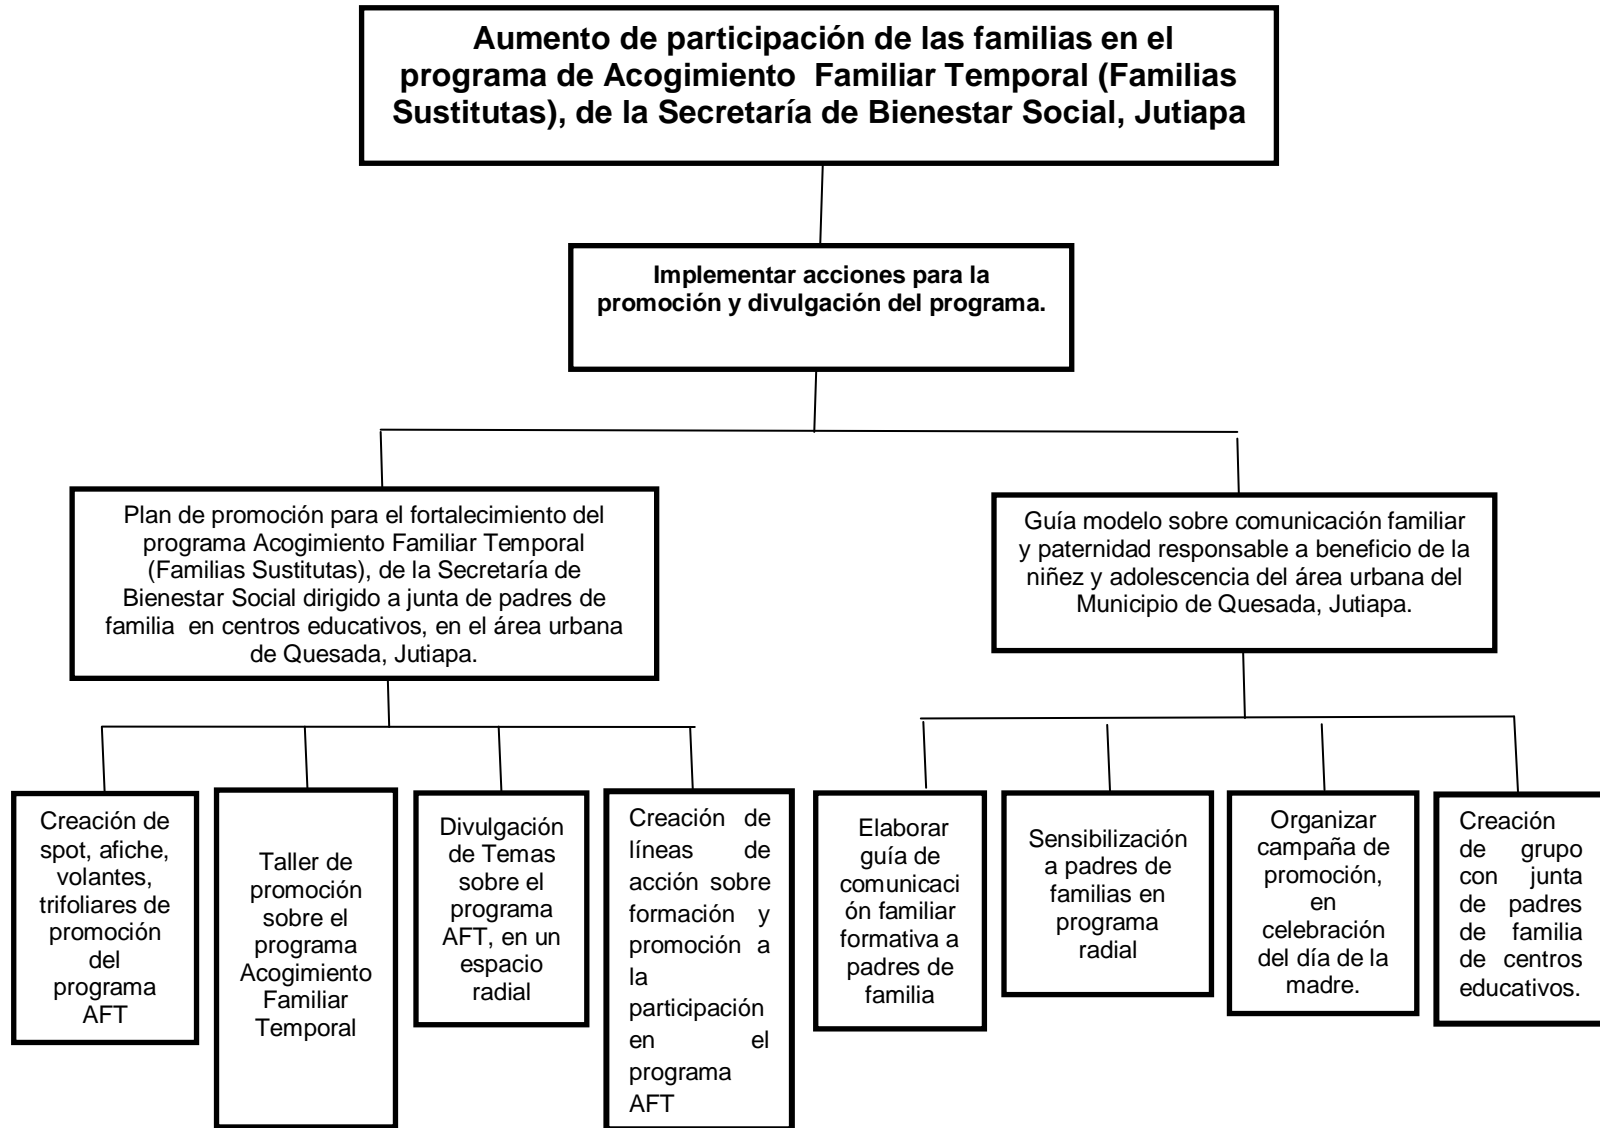 Aumento de participación de las familias en el
programa de Acogimiento Familiar Temporal (Familias
Sustitutas), de la Secretaría de Bienestar Social, Jutiapa
Implementar acciones para la
promoción y divulgación del programa.
Plan de promoción para el fortalecimiento del
programa Acogimiento Familiar Temporal
(Familias Sustitutas), de la Secretaría de
Bienestar Social dirigido a junta de padres de
familia en centros educativos, en el área urbana
de Quesada, Jutiapa.
Guía modelo sobre comunicación familiar
y paternidad responsable a beneficio de la
niñez y adolescencia del área urbana del
Municipio de Quesada, Jutiapa.
Creación de
spot, afiche,
volantes,
trifoliares de
promoción
del
programa
AFT
Taller de
promoción
sobre el
programa
Acogimiento
Familiar
Temporal
Divulgación
de Temas
sobre el
programa
AFT, en un
espacio
radial
Creación de
líneas de
acción sobre
formación y
promoción a
la
participación
en el
programa
AFT
Elaborar
guía de
comunicaci
ón familiar
formativa a
padres de
familia
Sensibilización
a padres de
familias en
programa
radial
Organizar
campaña de
promoción,
en
celebración
del día de la
madre.
Creación
de grupo
con junta
de padres
de familia
de centros
educativos.